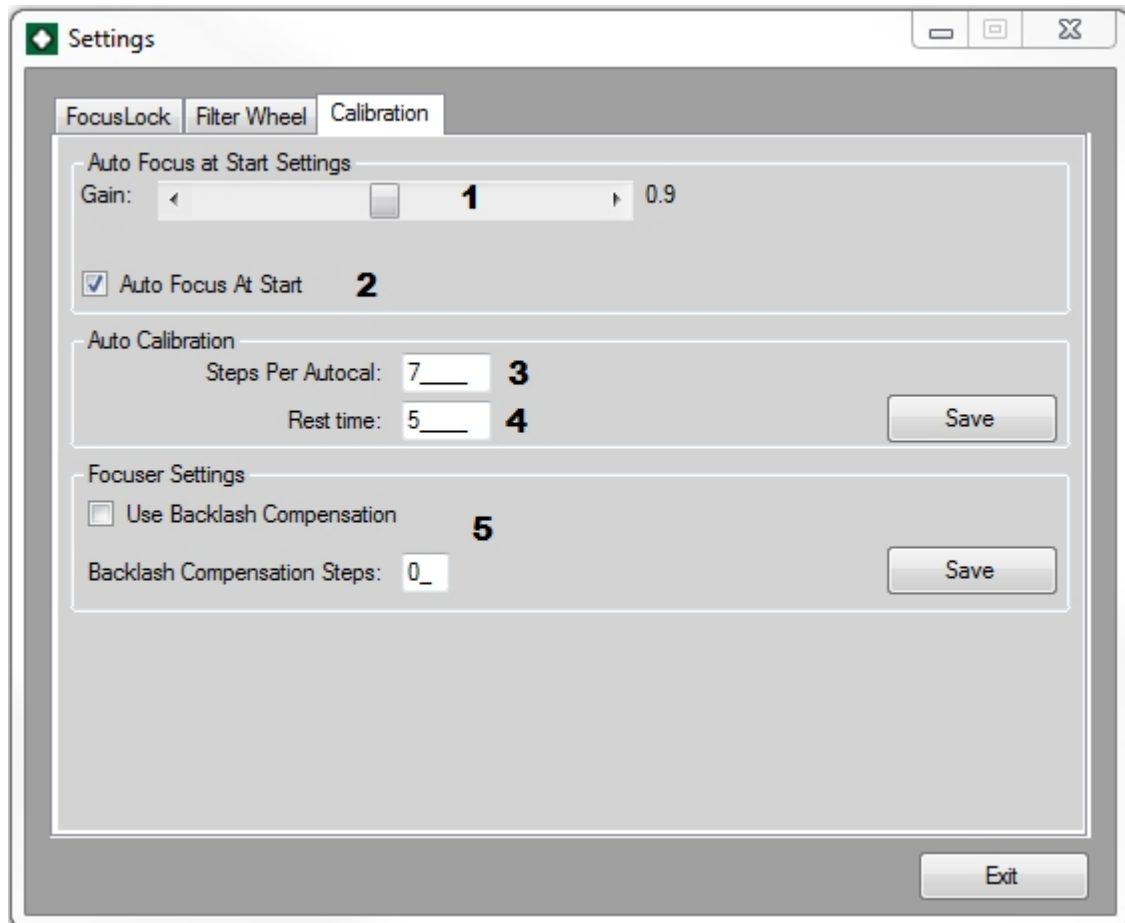 Settings
FocusLock Filter Wheel Calibration
Auto Focus at Start Settings
Gain: 1 0.9
Auto Focus At Start 2
Auto Calibration
Steps Per Autocal: 7____ 3
Rest time: 5____ 4 Save
Focuser Settings
Use Backlash Compensation
5
Backlash Compensation Steps: 0_ Save
Exit